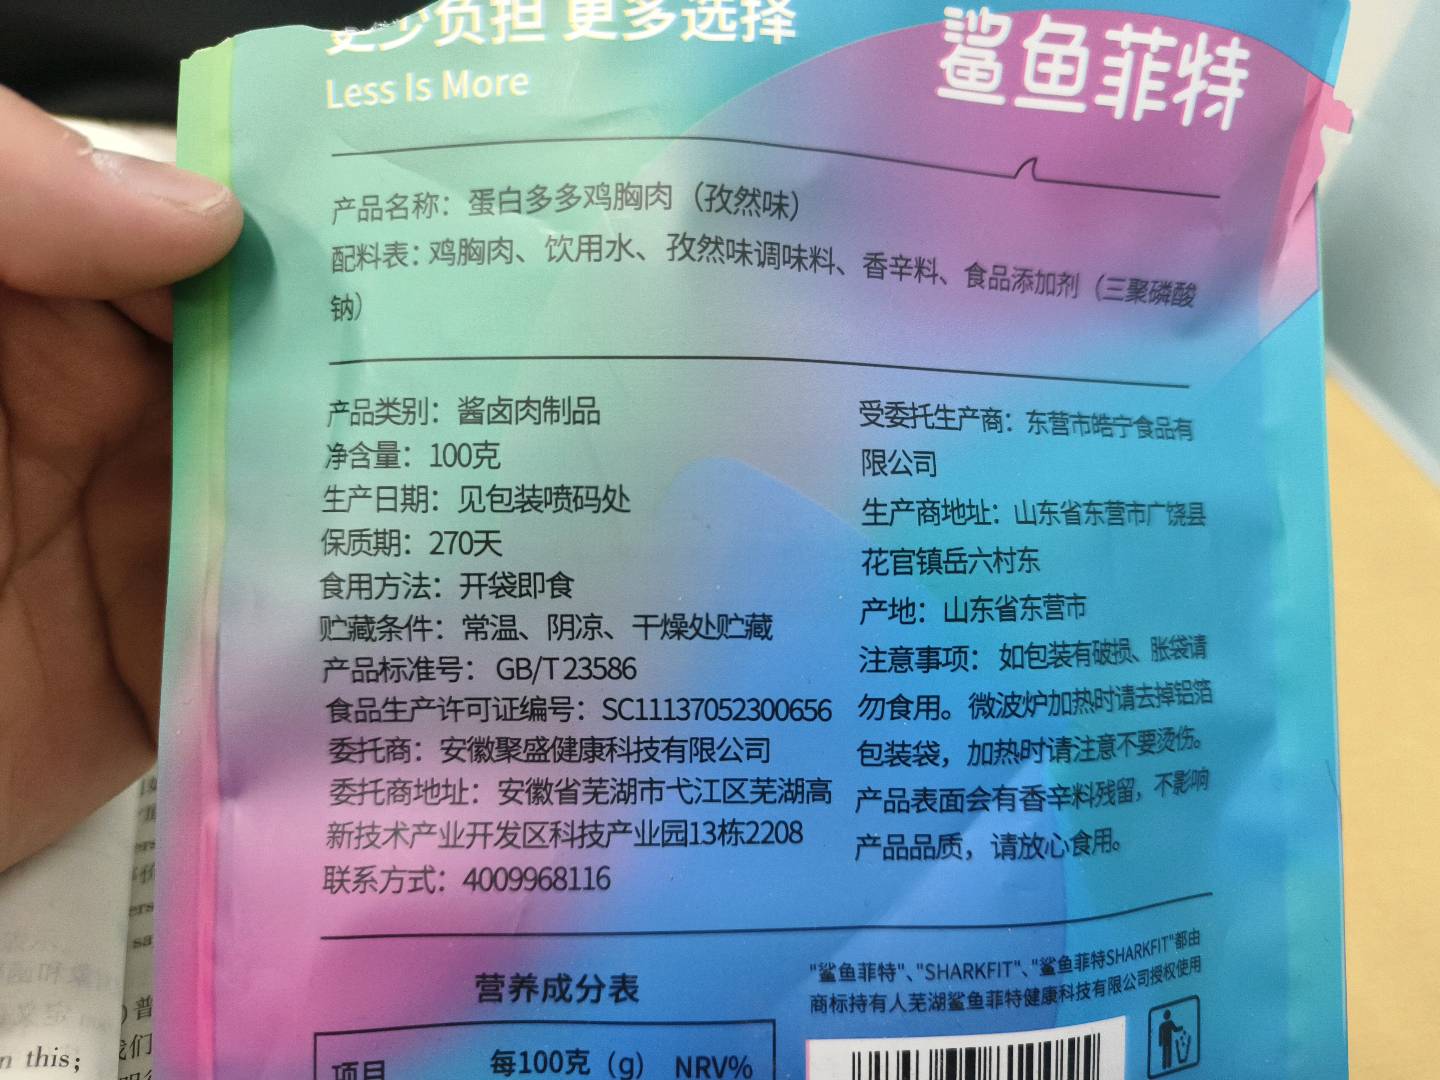 更少负担 更多选择
Less Is More
鲨鱼菲特
产品名称：蛋白多多鸡胸肉（孜然味）
配料表：鸡胸肉、饮用水、孜然味调味料、香辛料、食品添加剂（三聚磷酸
钠）
产品类别：酱卤肉制品
净含量：100克
生产日期：见包装喷码处
保质期：270天
食用方法：开袋即食
贮藏条件：常温、阴凉、干燥处贮藏
产品标准号：GB/T 23586
食品生产许可证编号：SC11137052300656
委托商：安徽聚盛健康科技有限公司
委托商地址：安徽省芜湖市弋江区芜湖高
新技术产业开发区科技产业园13栋2208
联系方式：4009968116
受委托生产商：东营市皓宁食品有
限公司
生产商地址：山东省东营市广饶县
花官镇岳六村东
产地：山东省东营市
注意事项：如包装有破损、胀袋请
勿食用。微波炉加热时请去掉铝箔
包装袋，加热时请注意不要烫伤。
产品表面会有香辛料残留，不影响
产品品质，请放心食用。
营养成分表
项目 每100克（g） NRV%
"鲨鱼菲特"、"SHARKFIT"、"鲨鱼菲特SHARKFIT"都由
商标持有人芜湖鲨鱼菲特健康科技有限公司授权使用
n this;